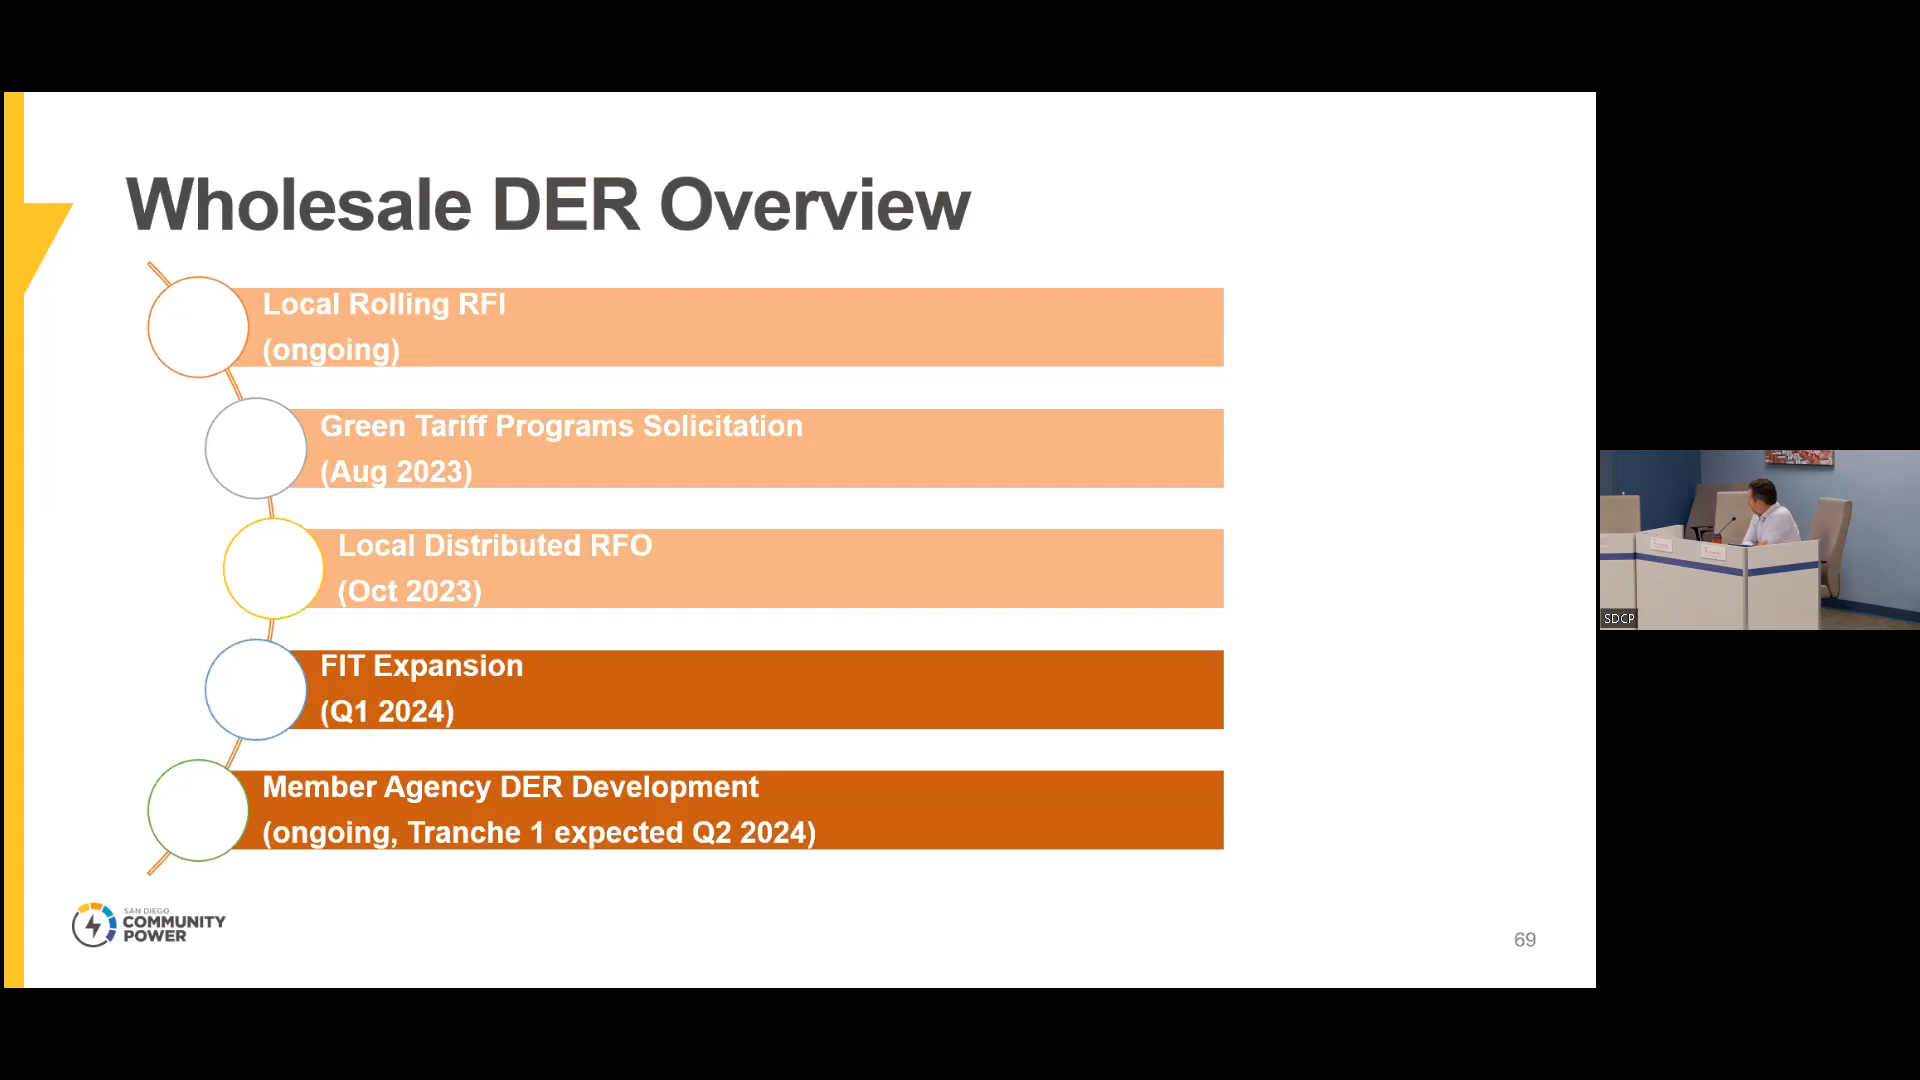 Wholesale DER Overview
Local Rolling RFI
(ongoing)
Green Tariff Programs Solicitation
(Aug 2023)
Local Distributed RFO
(Oct 2023)
FIT Expansion
(Q1 2024)
Member Agency DER Development
(ongoing, Tranche 1 expected Q2 2024)
SAN DIEGO
COMMUNITY
POWER
69
SDCP